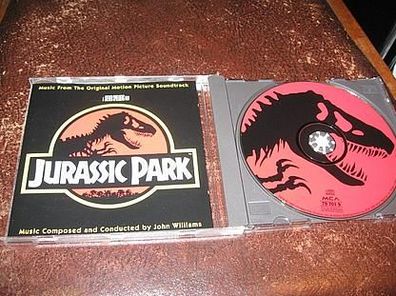 Music From The Original Motion Picture Soundtrack
JURASSIC PARK
Music Composed and Conducted by John Williams
MCA